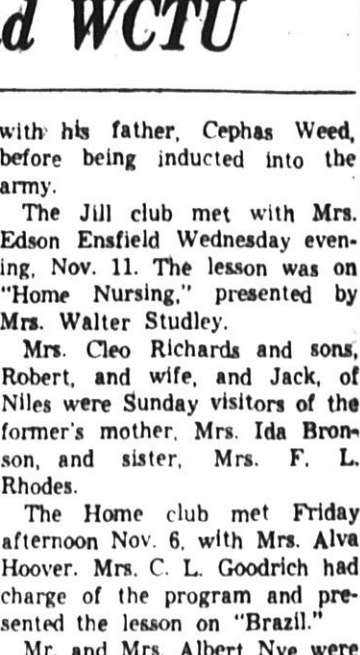 d WCTU
with his father, Cephas Weed,
before being inducted into the
army.
The Jill club met with Mrs.
Edson Ensfield Wednesday even-
ing, Nov. 11. The lesson was on
"Home Nursing," presented by
Mrs. Walter Studley.
Mrs. Cleo Richards and sons,
Robert, and wife, and Jack, of
Niles were Sunday visitors of the
former's mother, Mrs. Ida Bron-
son, and sister, Mrs. F. L.
Rhodes.
The Home club met Friday
afternoon Nov. 6, with Mrs. Alva
Hoover. Mrs. C. L. Goodrich had
charge of the program and pre-
sented the lesson on "Brazil."
Mr. and Mrs. Albert Nye were